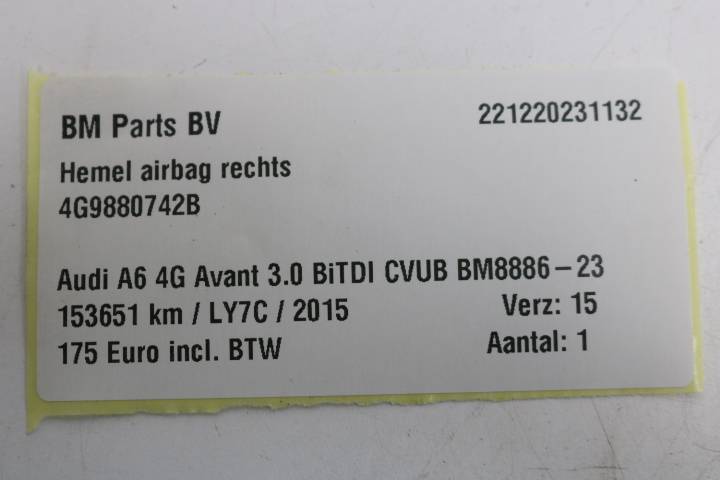 BM Parts BV 221220231132
Hemel airbag rechts
4G9880742B
Audi A6 4G Avant 3.0 BiTDI CVUB BM8886-23
153651 km / LY7C / 2015 Verz: 15
175 Euro incl. BTW Aantal: 1